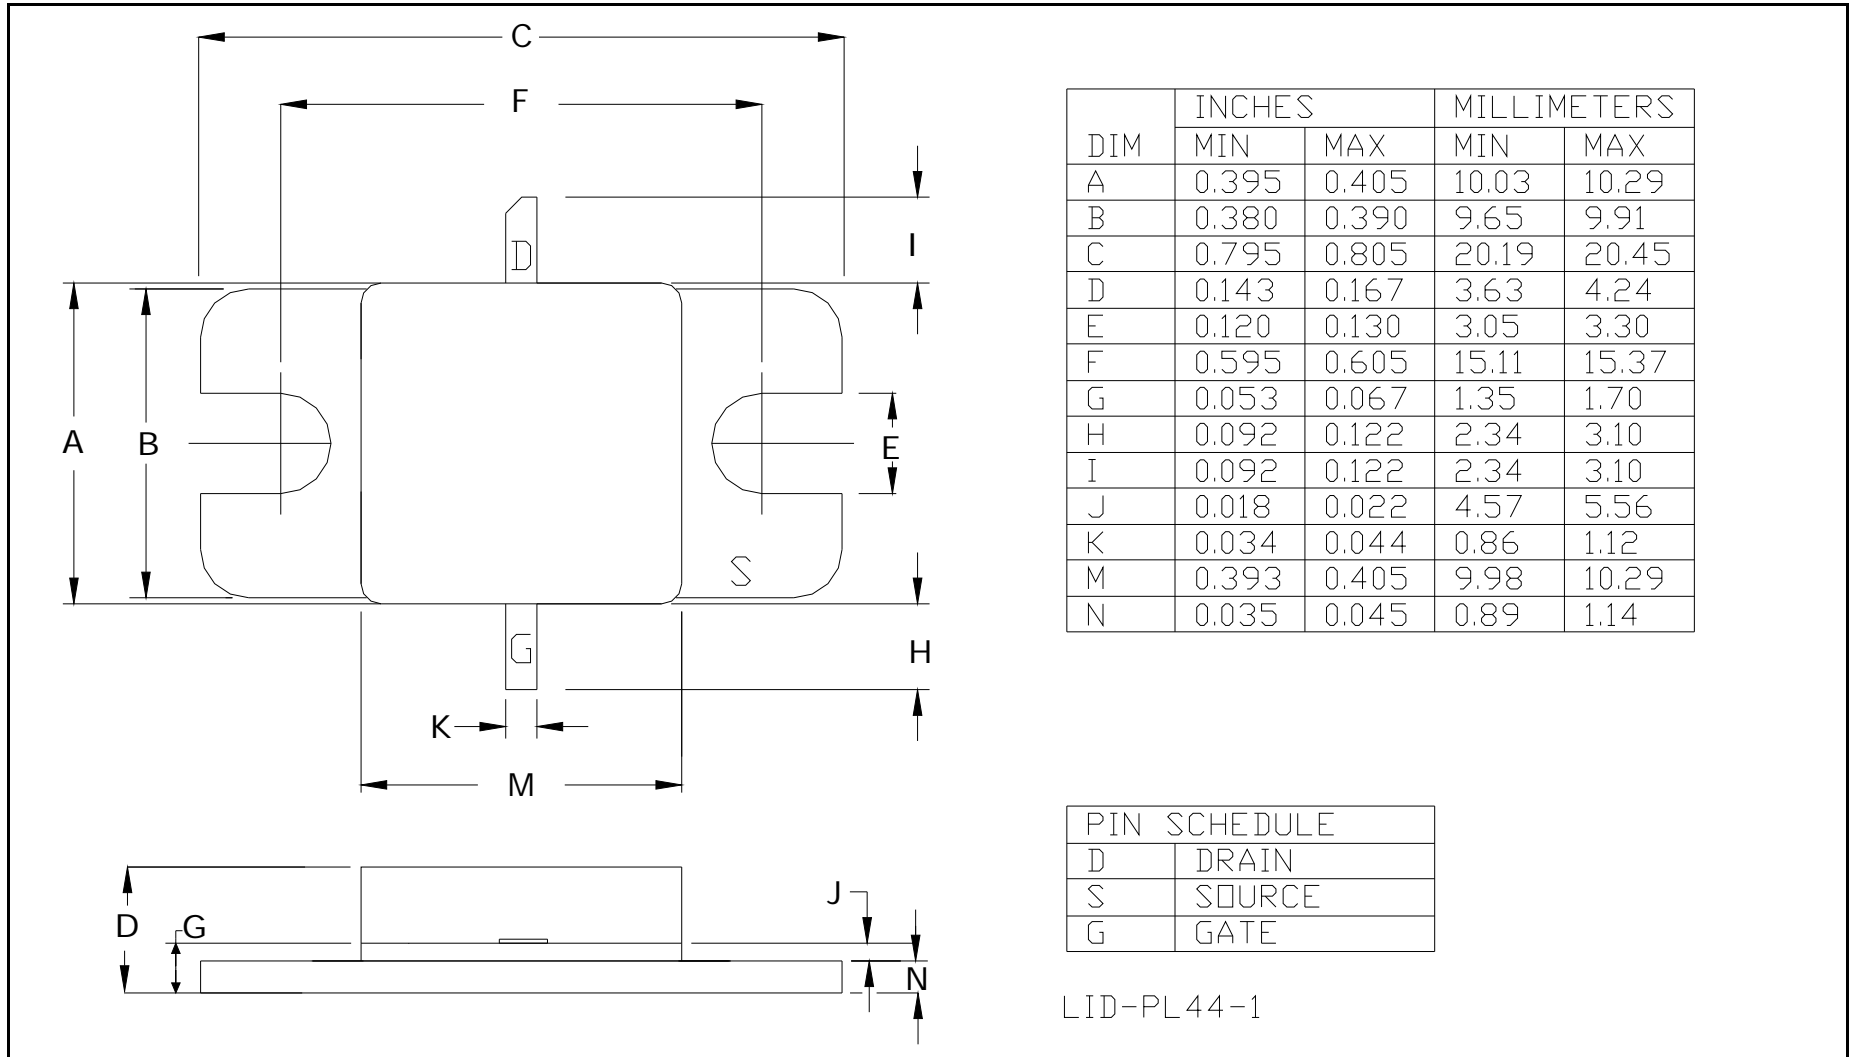 C
F
D
I
A
B
E
S
G
H
K
M
J
D
G
N
INCHES MILLIMETERS
DIM MIN MAX MIN MAX
A 0.395 0.405 10.03 10.29
B 0.380 0.390 9.65 9.91
C 0.795 0.805 20.19 20.45
D 0.143 0.167 3.63 4.24
E 0.120 0.130 3.05 3.30
F 0.595 0.605 15.11 15.37
G 0.053 0.067 1.35 1.70
H 0.092 0.122 2.34 3.10
I 0.092 0.122 2.34 3.10
J 0.018 0.022 4.57 5.56
K 0.034 0.044 0.86 1.12
M 0.393 0.405 9.98 10.29
N 0.035 0.045 0.89 1.14
PIN SCHEDULE
D DRAIN
S SOURCE
G GATE
LID-PL44-1